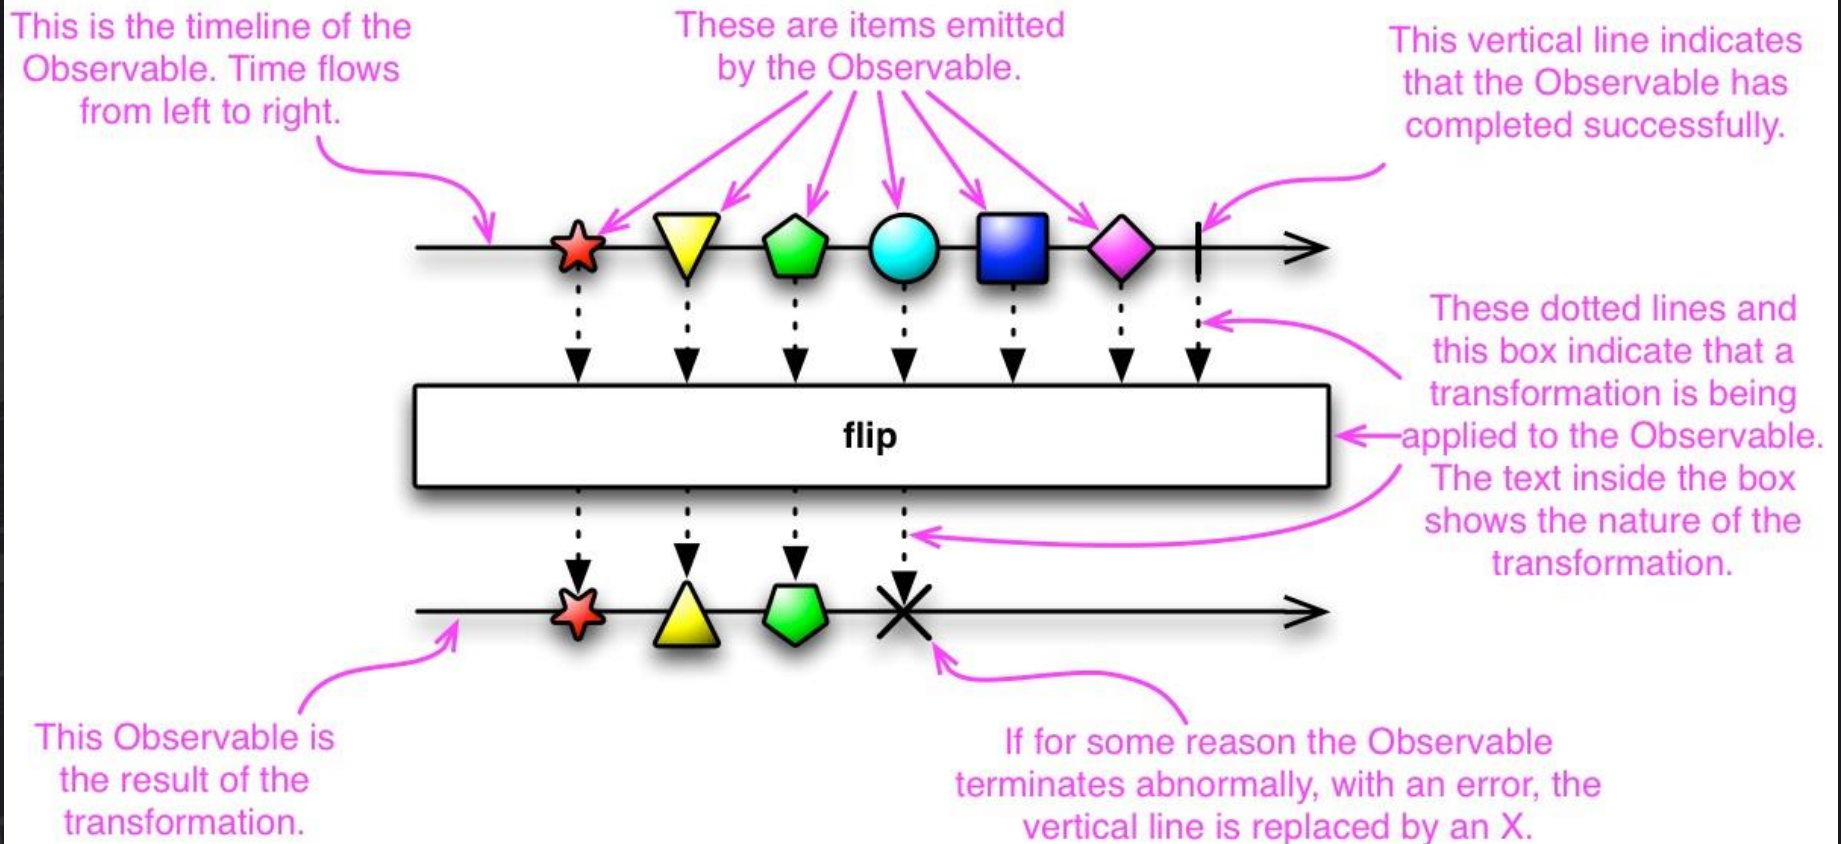 This is the timeline of the
Observable. Time flows
from left to right.
These are items emitted
by the Observable.
This vertical line indicates
that the Observable has
completed successfully.
These dotted lines and
this box indicate that a
transformation is being
applied to the Observable.
The text inside the box
shows the nature of the
transformation.
flip
This Observable is
the result of the
transformation.
If for some reason the Observable
terminates abnormally, with an error, the
vertical line is replaced by an X.